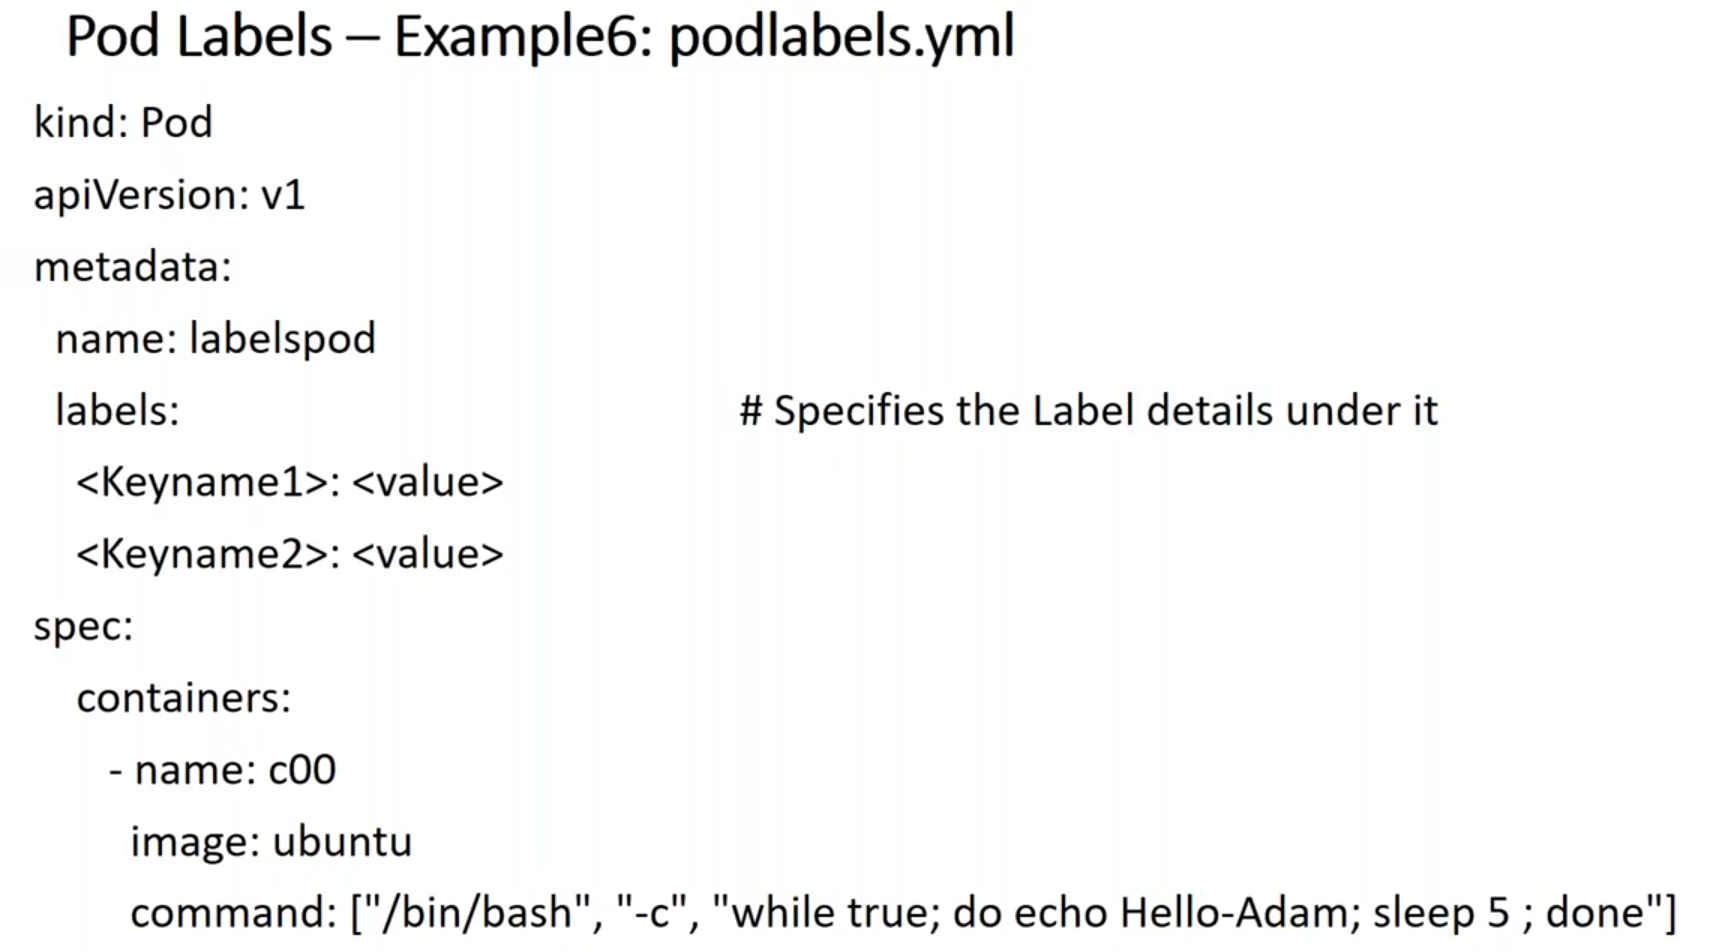 Pod Labels – Example6: podlabels.yml
kind: Pod
apiVersion: v1
metadata:
name: labelspod
labels: # Specifies the Label details under it
<Keyname1>: <value>
<Keyname2>: <value>
spec:
containers:
- name: c00
image: ubuntu
command: ["/bin/bash", "-c", "while true; do echo Hello-Adam; sleep 5 ; done"]